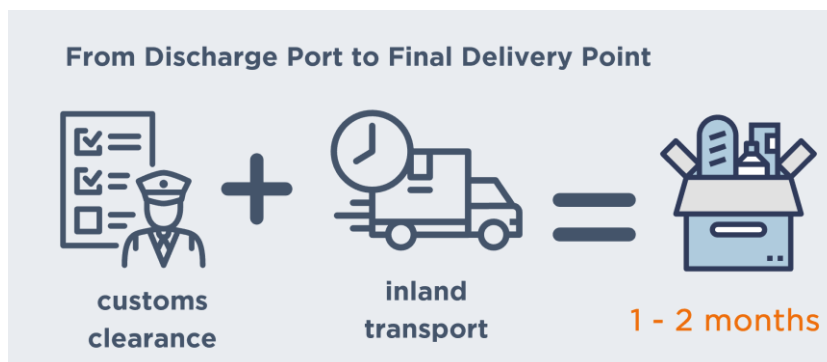 From Discharge Port to Final Delivery Point
customs
clearance
inland
transport
1 - 2 months